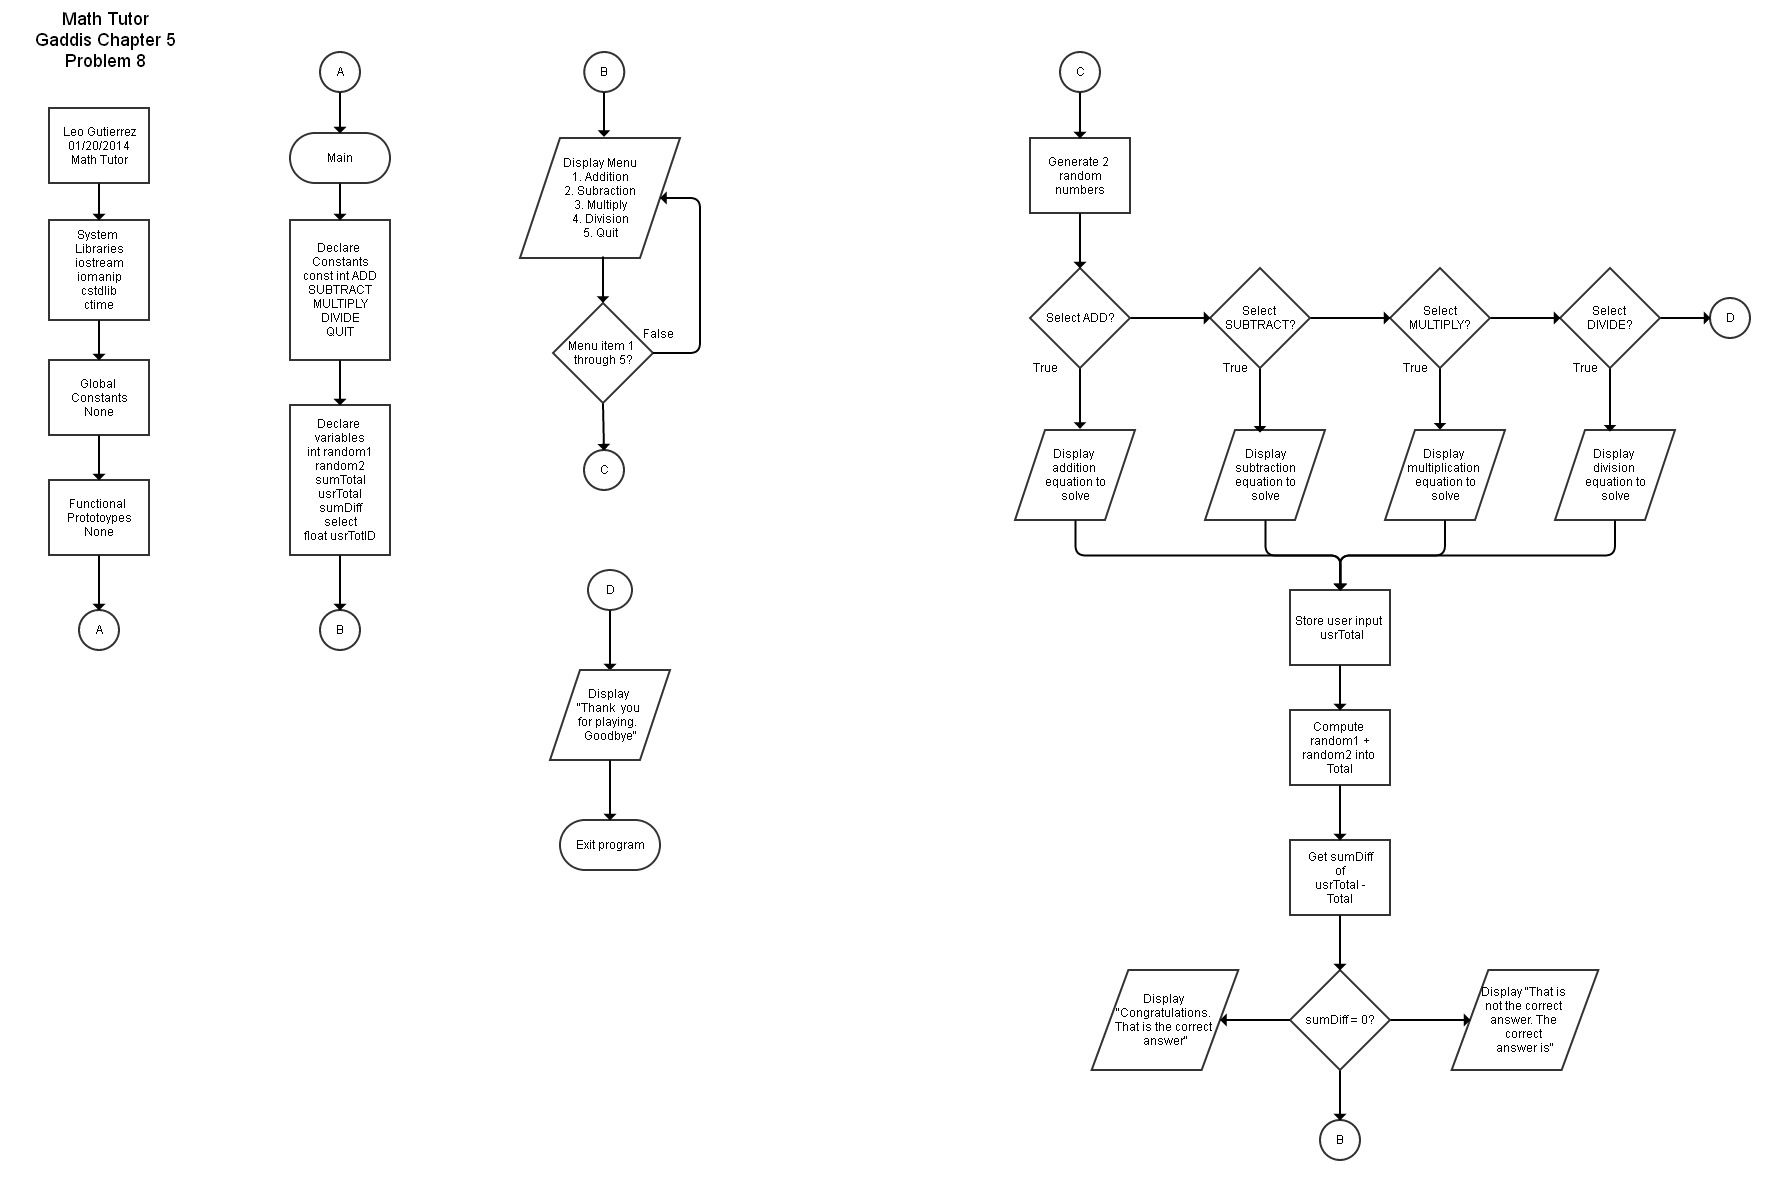 Math Tutor
Gaddis Chapter 5
Problem 8
Leo Gutierrez
01/20/2014
Math Tutor
System
Libraries
iostream
iomanip
cstdlib
ctime
Global
Constants
None
Functional
Prototoypes
None
A
A
Main
Declare
Constants
const int ADD
SUBTRACT
MULTIPLY
DIVIDE
QUIT
Declare
variables
int random1
random2
sumTotal
usrTotal
sumDiff
select
float usrTotlD
B
B
Display Menu
1. Addition
2. Subraction
3. Multiply
4. Division
5. Quit
False
Menu item 1
through 5?
C
D
Display
"Thank you
for playing.
Goodbye"
Exit program
C
Generate 2
random
numbers
Select ADD?
Select
SUBTRACT?
Select
MULTIPLY?
Select
DIVIDE?
D
True
True
True
True
Display
addition
equation to
solve
Display
subtraction
equation to
solve
Display
multiplication
equation to
solve
Display
division
equation to
solve
Store user input
usrTotal
Compute
random1 +
random2 into
Total
Get sumDiff
of
usrTotal -
Total
Display
"Congratulations.
That is the correct
answer"
sumDiff = 0?
Display "That is
not the correct
answer. The
correct
answer is"
B